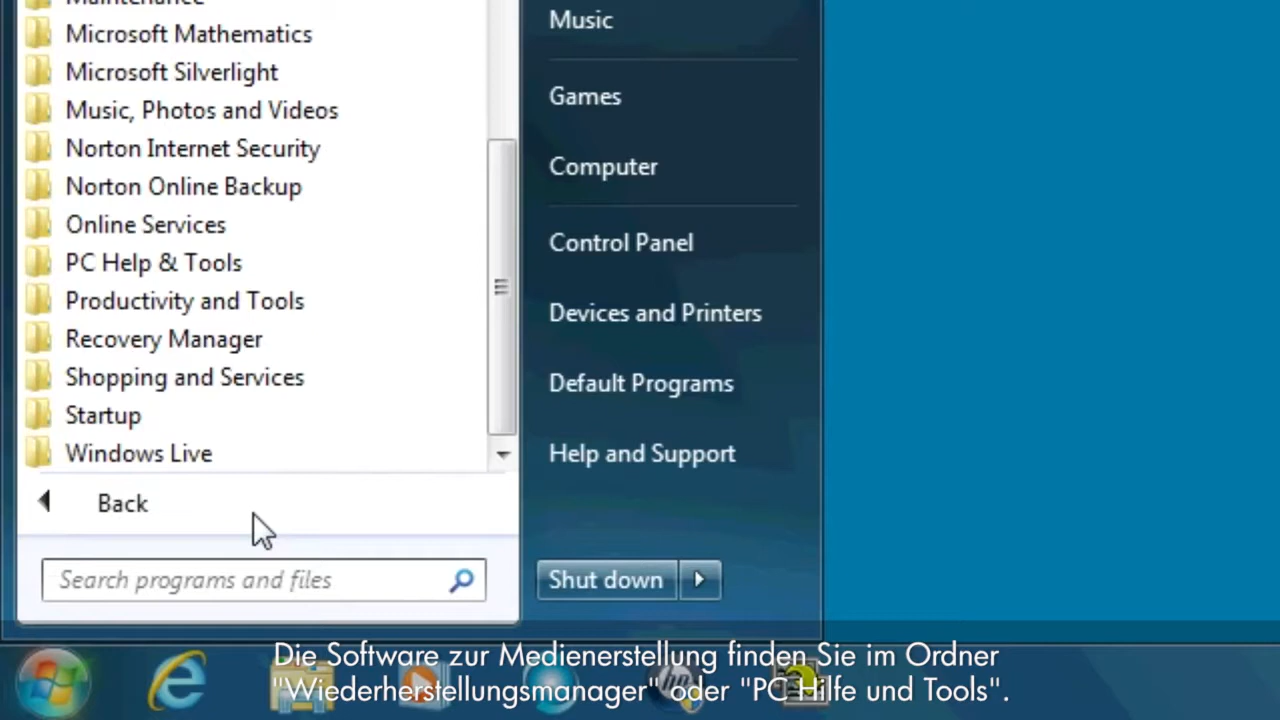 Maintenance
Microsoft Mathematics
Microsoft Silverlight
Music, Photos and Videos
Norton Internet Security
Norton Online Backup
Online Services
PC Help & Tools
Productivity and Tools
Recovery Manager
Shopping and Services
Startup
Windows Live
Back
Search programs and files
Music
Games
Computer
Control Panel
Devices and Printers
Default Programs
Help and Support
Shut down
Die Software zur Medienerstellung finden Sie im Ordner
"Wiederherstellungsmanager" oder "PC Hilfe und Tools".